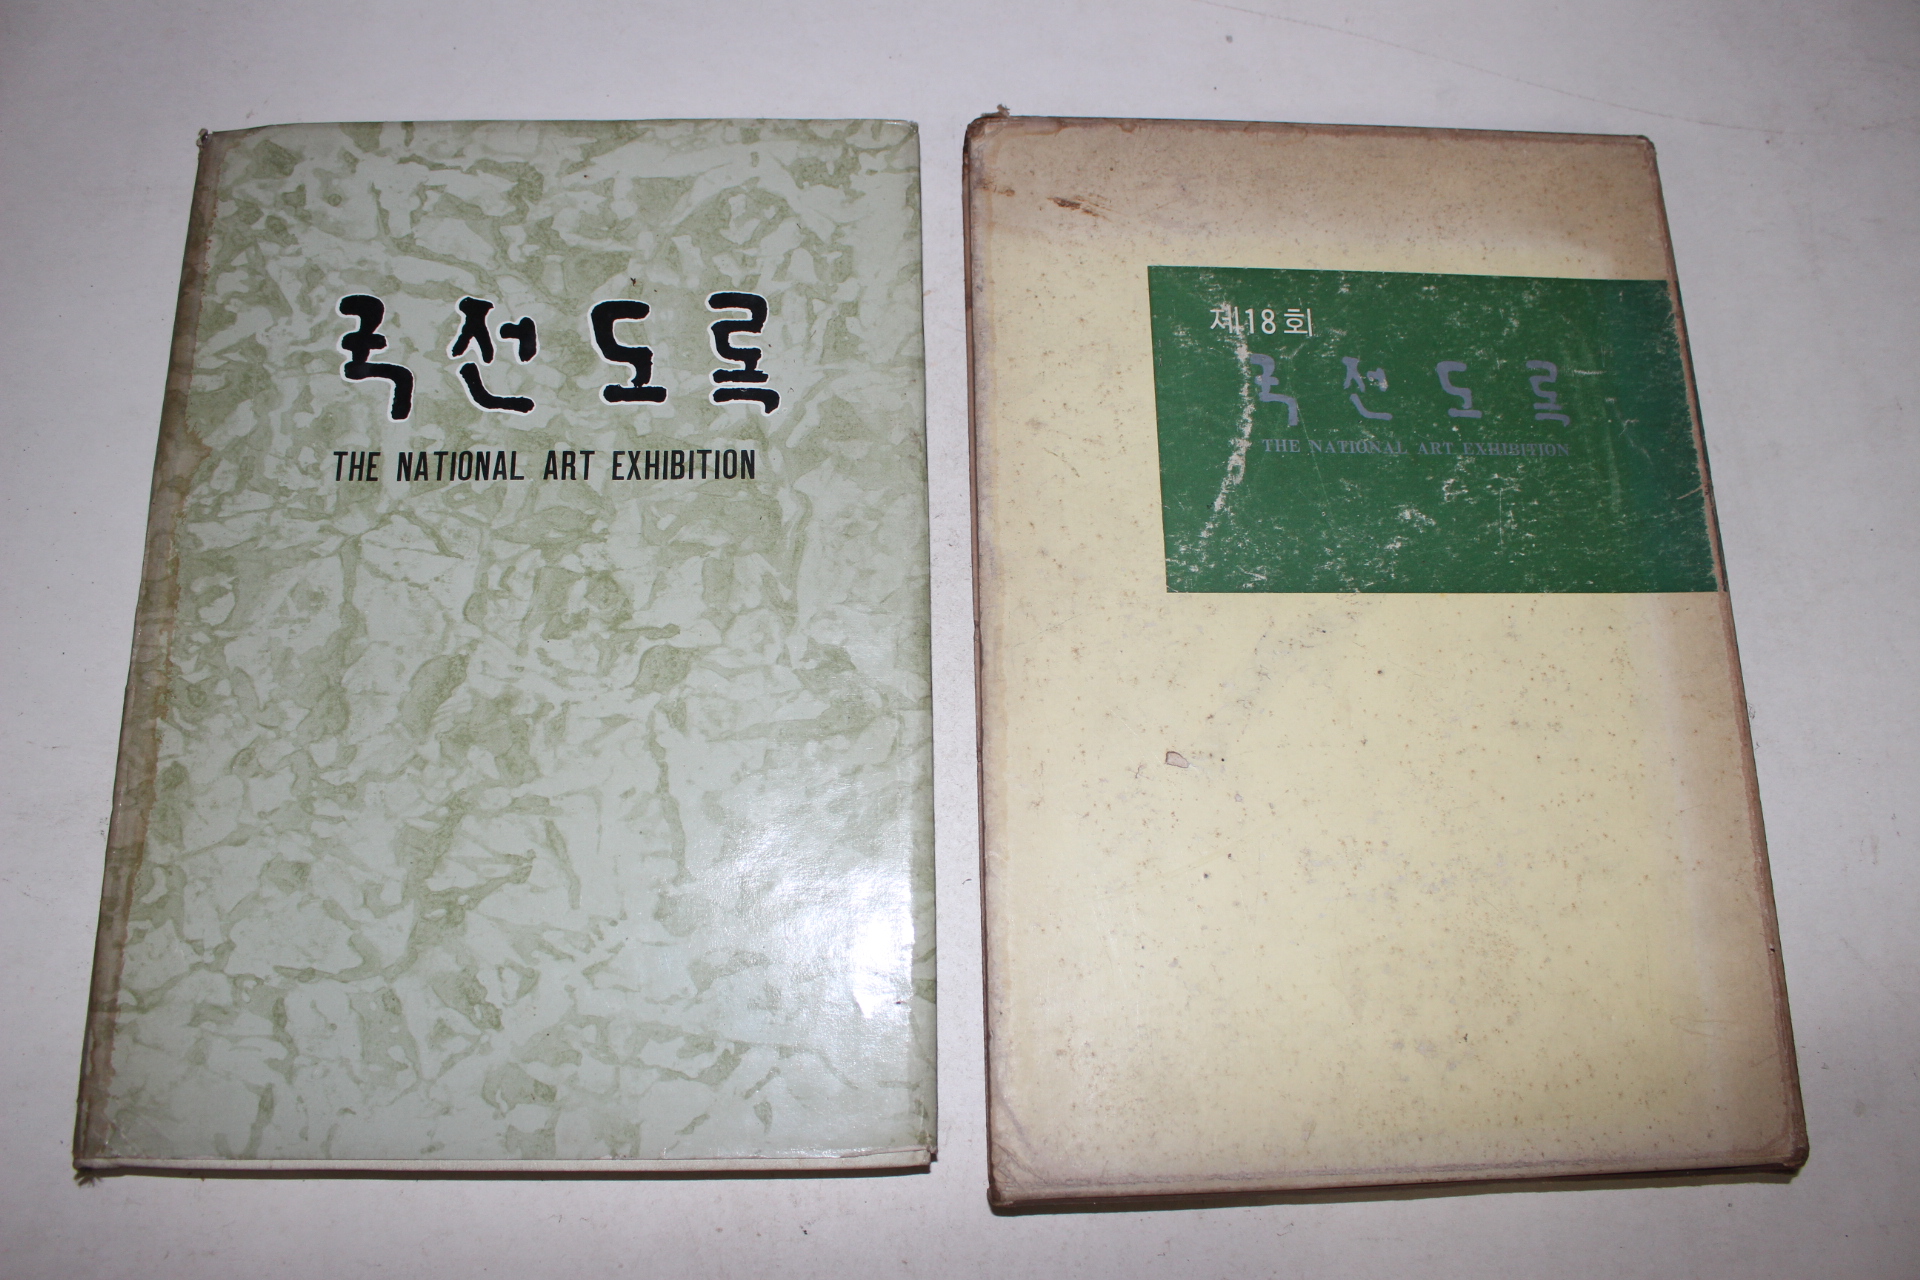 국전도록
THE NATIONAL ART EXHIBITION
제18회
국전도록
THE NATIONAL ART EXHIBITION